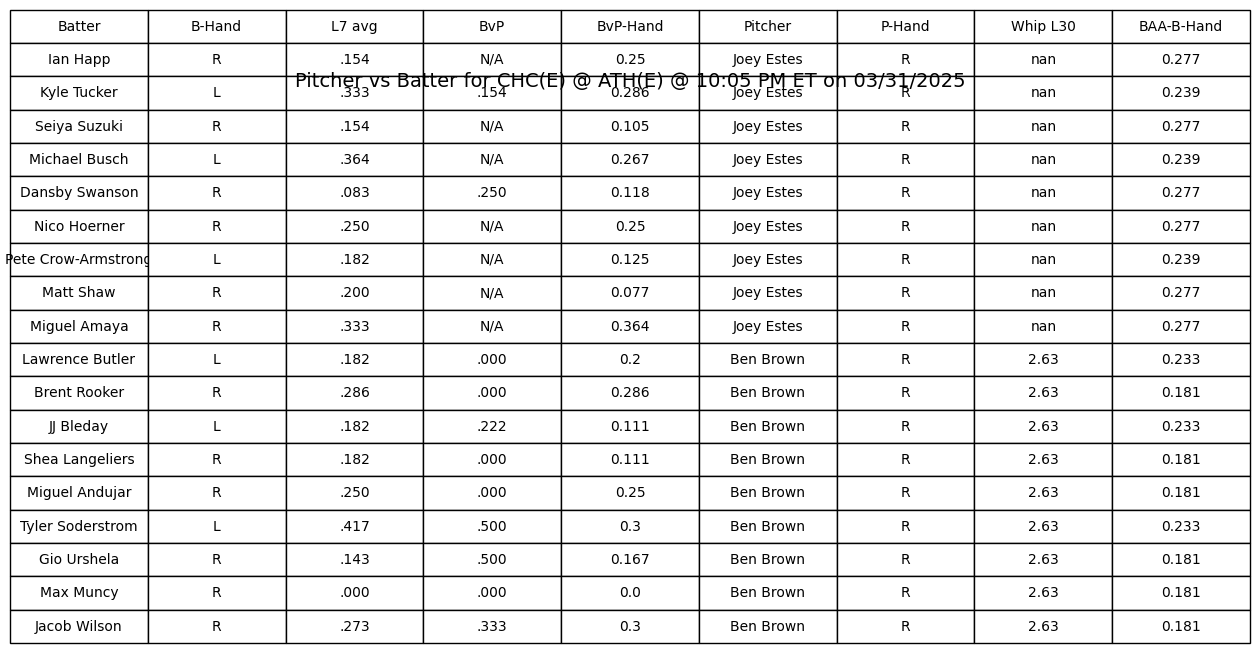 Batter B-Hand L7 avg BvP BvP-Hand Pitcher P-Hand Whip L30 BAA-B-Hand
Ian Happ R .154 N/A 0.25 Joey Estes R nan 0.277
Pitcher vs Batter for CHC(E) @ ATH(E) @ 10:05 PM ET on 03/31/2025
Kyle Tucker L .333 .154 0.286 Joey Estes R nan 0.239
Seiya Suzuki R .154 N/A 0.105 Joey Estes R nan 0.277
Michael Busch L .364 N/A 0.267 Joey Estes R nan 0.239
Dansby Swanson R .083 .250 0.118 Joey Estes R nan 0.277
Nico Hoerner R .250 N/A 0.25 Joey Estes R nan 0.277
Pete Crow-Armstrong L .182 N/A 0.125 Joey Estes R nan 0.239
Matt Shaw R .200 N/A 0.077 Joey Estes R nan 0.277
Miguel Amaya R .333 N/A 0.364 Joey Estes R nan 0.277
Lawrence Butler L .182 .000 0.2 Ben Brown R 2.63 0.233
Brent Rooker R .286 .000 0.286 Ben Brown R 2.63 0.181
JJ Bleday L .182 .222 0.111 Ben Brown R 2.63 0.233
Shea Langeliers R .182 .000 0.111 Ben Brown R 2.63 0.181
Miguel Andujar R .250 .000 0.25 Ben Brown R 2.63 0.181
Tyler Soderstrom L .417 .500 0.3 Ben Brown R 2.63 0.233
Gio Urshela R .143 .500 0.167 Ben Brown R 2.63 0.181
Max Muncy R .000 .000 0.0 Ben Brown R 2.63 0.181
Jacob Wilson R .273 .333 0.3 Ben Brown R 2.63 0.181